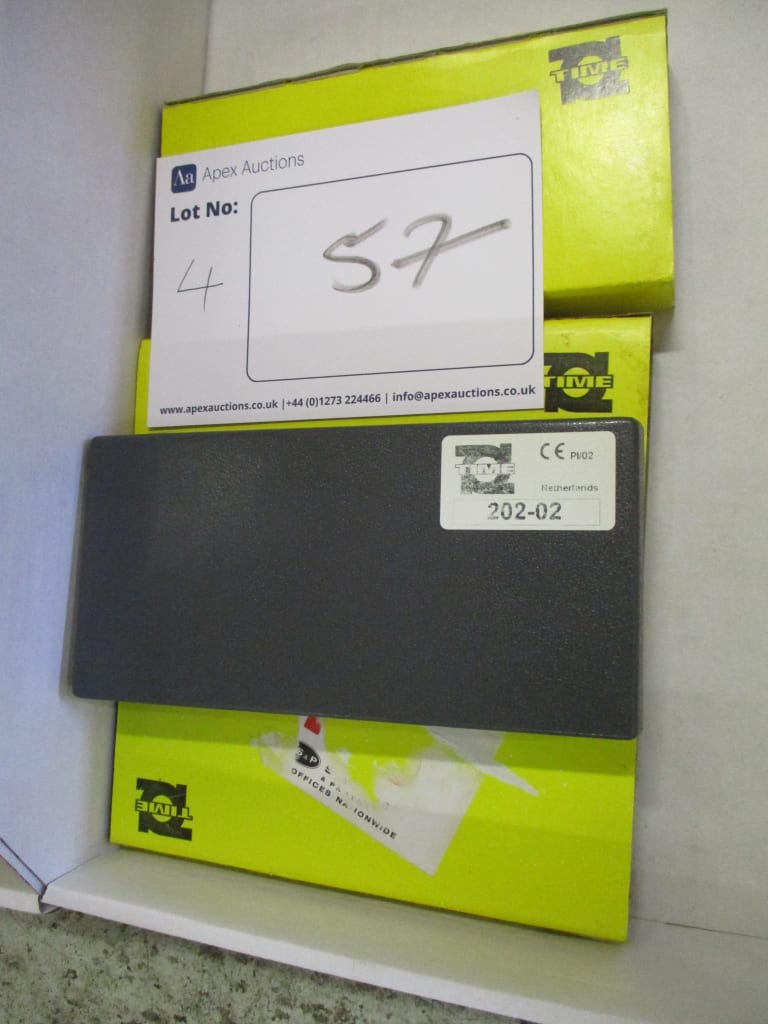 TIME
Aa Apex Auctions
Lot No:
4
57
www.apexauctions.co.uk | +44 (0)1273 224466 | info@apexauctions.co.uk
TIME
TIME
CE PI/02
Netherlands
202-02
OFFICES NATIONWIDE
TIME